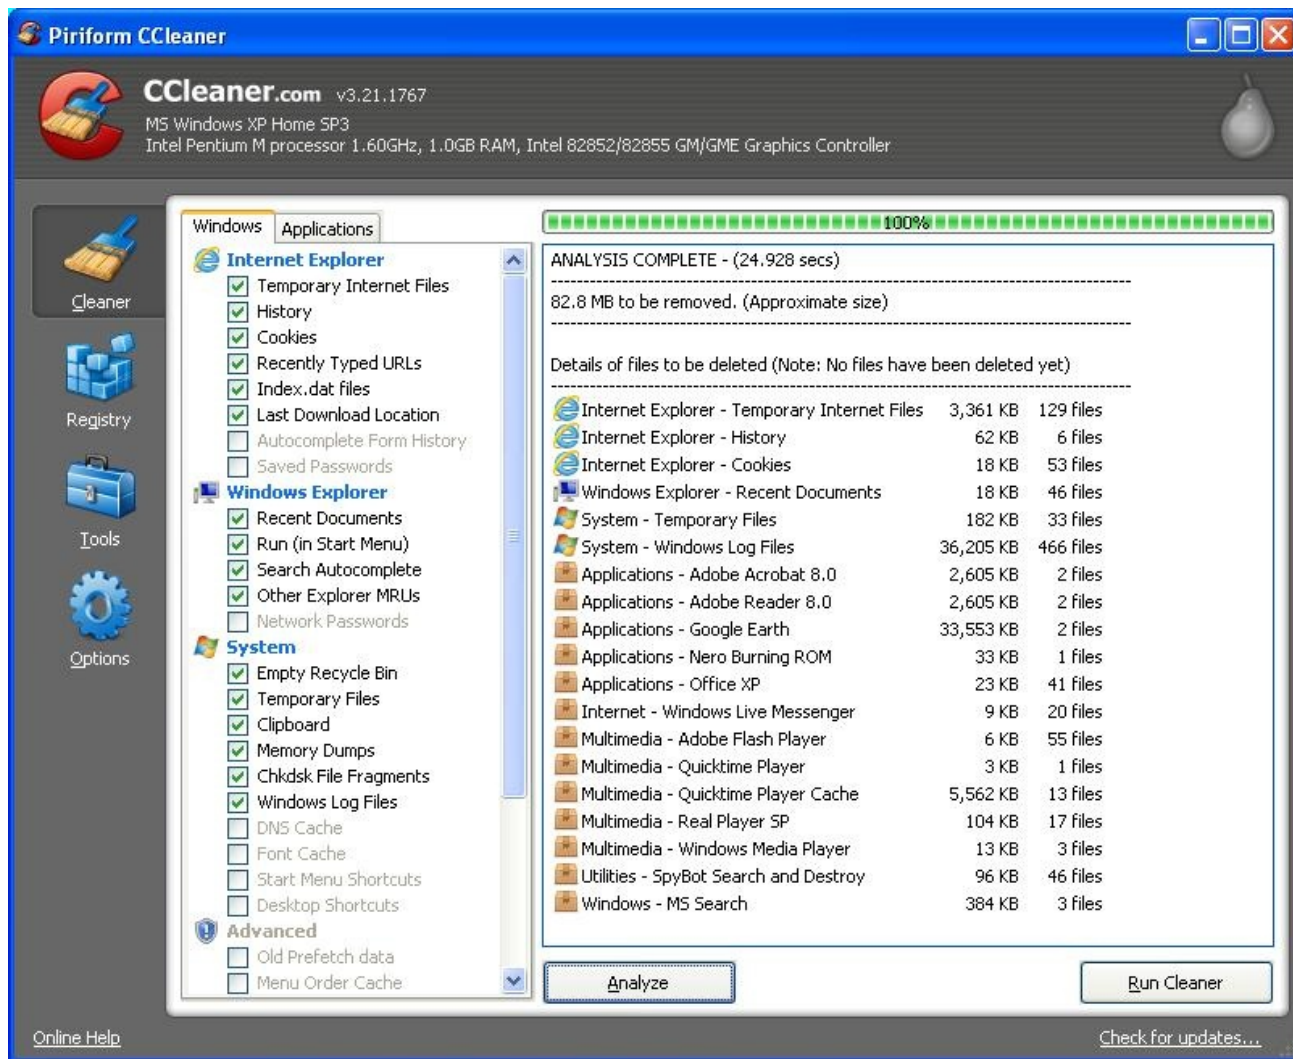 Piriform CCleaner
CCleaner.com v3.21.1767
MS Windows XP Home SP3
Intel Pentium M processor 1.60GHz, 1.0GB RAM, Intel 82852/82855 GM/GME Graphics Controller
Cleaner
Registry
Tools
Options
Windows Applications
Internet Explorer
Temporary Internet Files
History
Cookies
Recently Typed URLs
Index.dat files
Last Download Location
Autocomplete Form History
Saved Passwords
Windows Explorer
Recent Documents
Run (in Start Menu)
Search Autocomplete
Other Explorer MRUs
Network Passwords
System
Empty Recycle Bin
Temporary Files
Clipboard
Memory Dumps
Chkdsk File Fragments
Windows Log Files
DNS Cache
Font Cache
Start Menu Shortcuts
Desktop Shortcuts
Advanced
Old Prefetch data
Menu Order Cache
100%
ANALYSIS COMPLETE - (24.928 secs)
------------------------------------------------------------------------------------------
82.8 MB to be removed. (Approximate size)
------------------------------------------------------------------------------------------
Details of files to be deleted (Note: No files have been deleted yet)
------------------------------------------------------------------------------------------
Internet Explorer - Temporary Internet Files 3,361 KB 129 files
Internet Explorer - History 62 KB 6 files
Internet Explorer - Cookies 18 KB 53 files
Windows Explorer - Recent Documents 18 KB 46 files
System - Temporary Files 182 KB 33 files
System - Windows Log Files 36,205 KB 466 files
Applications - Adobe Acrobat 8.0 2,605 KB 2 files
Applications - Adobe Reader 8.0 2,605 KB 2 files
Applications - Google Earth 33,553 KB 2 files
Applications - Nero Burning ROM 33 KB 1 files
Applications - Office XP 23 KB 41 files
Internet - Windows Live Messenger 9 KB 20 files
Multimedia - Adobe Flash Player 6 KB 55 files
Multimedia - Quicktime Player 3 KB 1 files
Multimedia - Quicktime Player Cache 5,562 KB 13 files
Multimedia - Real Player SP 104 KB 17 files
Multimedia - Windows Media Player 13 KB 3 files
Utilities - SpyBot Search and Destroy 96 KB 46 files
Windows - MS Search 384 KB 3 files
Analyze
Run Cleaner
Online Help
Check for updates...